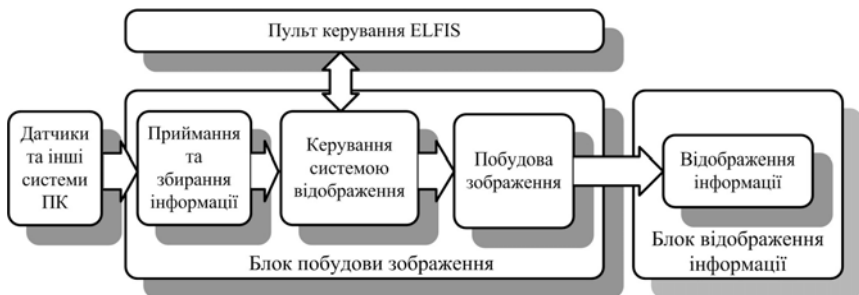 Пульт керування ELFIS
Датчики
та інші
системи
ПК
Приймання
та
збирання
інформації
Керування
системою
відображення
Побудова
зображення
Відображення
інформації
Блок побудови зображення
Блок відображення
інформації